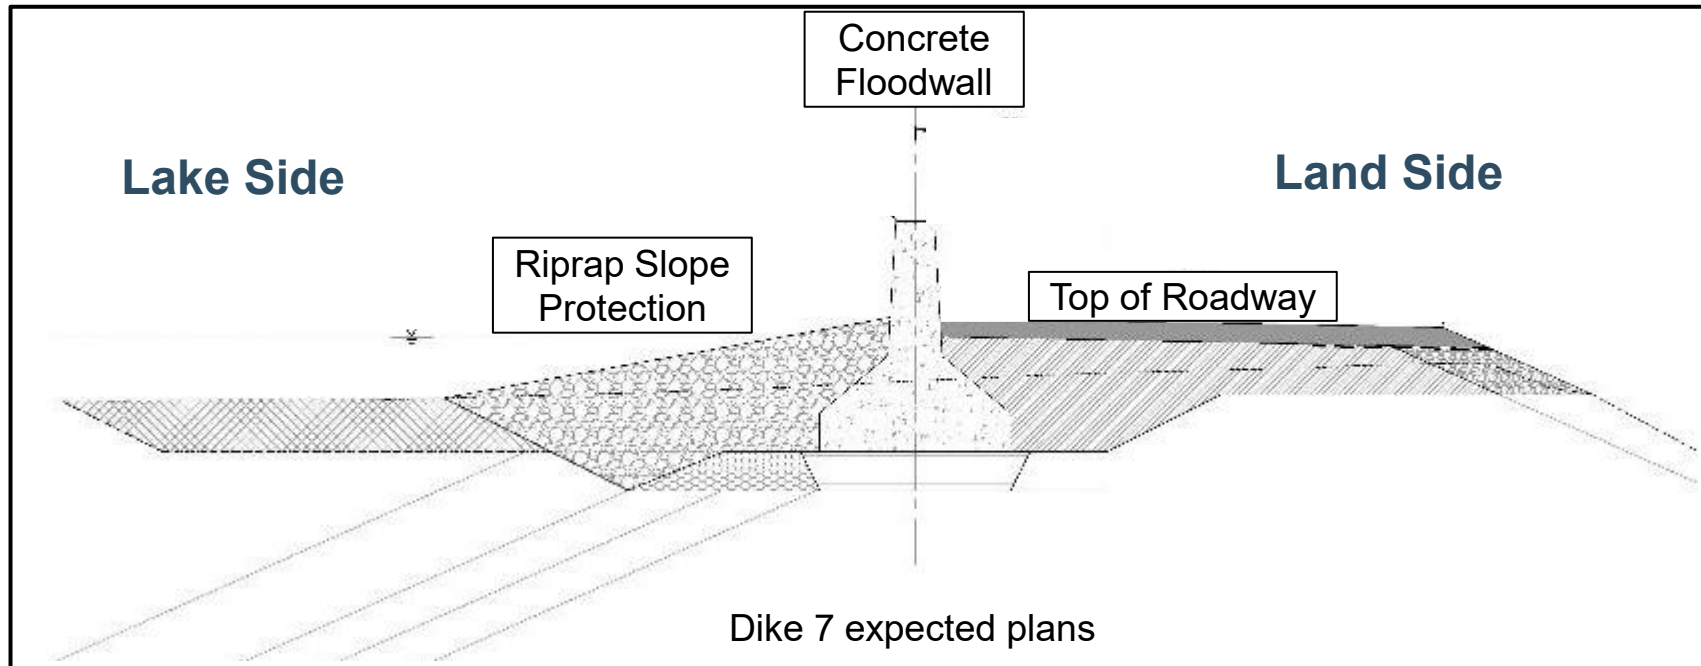 Concrete
Floodwall
Lake Side
Land Side
Riprap Slope
Protection
Top of Roadway
Dike 7 expected plans